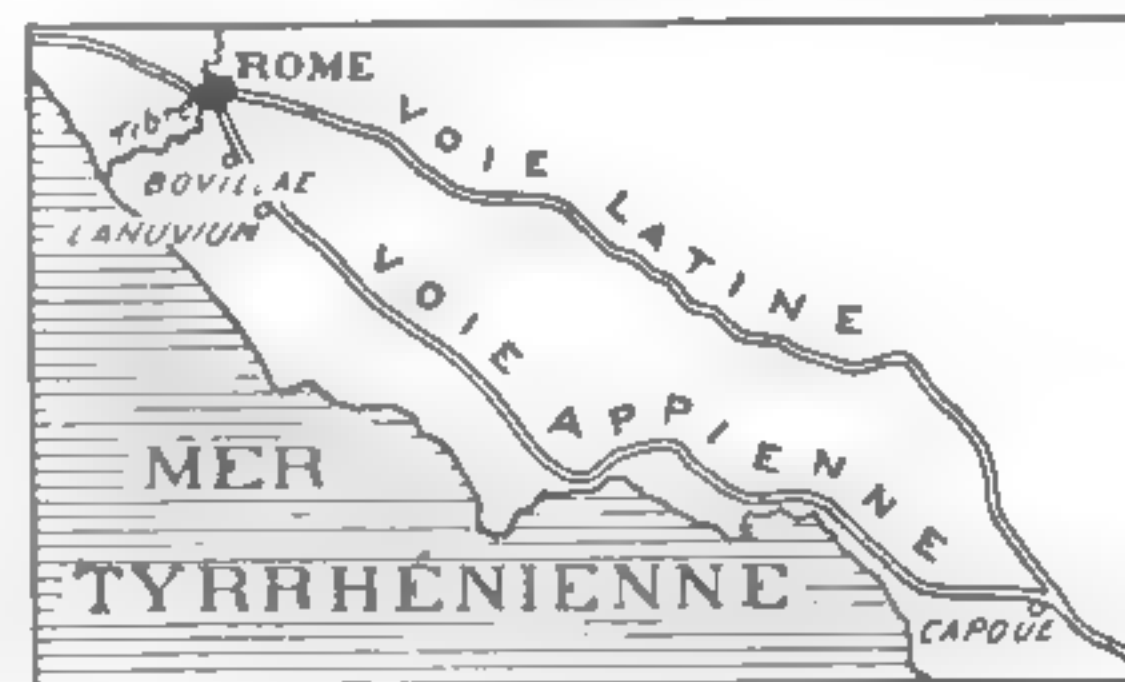 ROME
Tibre
VOIE LATINE
BOVILLAE
LANUVIUM
VOIE APPIENNE
MER
TYRRHÉNIENNE
CAPOUE